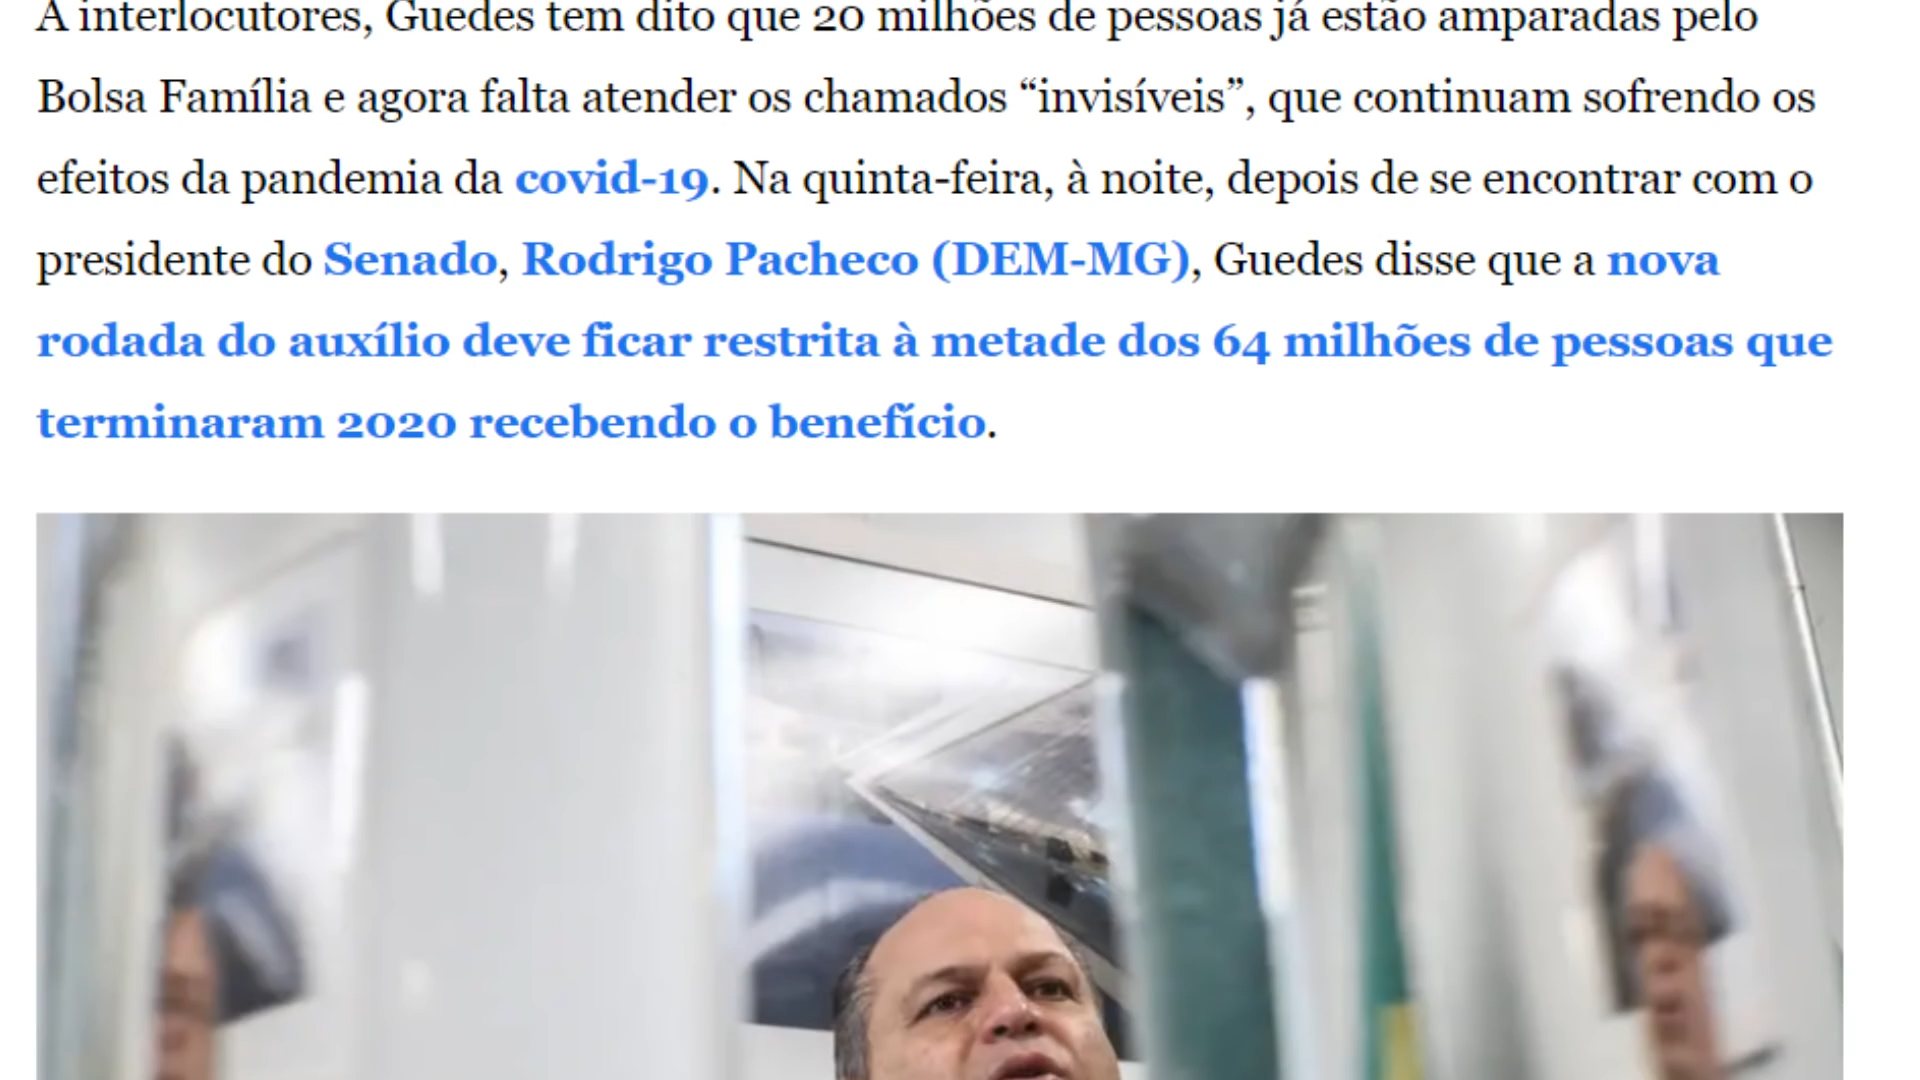 A interlocutores, Guedes tem dito que 20 milhões de pessoas já estão amparadas pelo
Bolsa Família e agora falta atender os chamados “invisíveis”, que continuam sofrendo os
efeitos da pandemia da covid-19. Na quinta-feira, à noite, depois de se encontrar com o
presidente do Senado, Rodrigo Pacheco (DEM-MG), Guedes disse que a nova
rodada do auxílio deve ficar restrita à metade dos 64 milhões de pessoas que
terminaram 2020 recebendo o benefício.